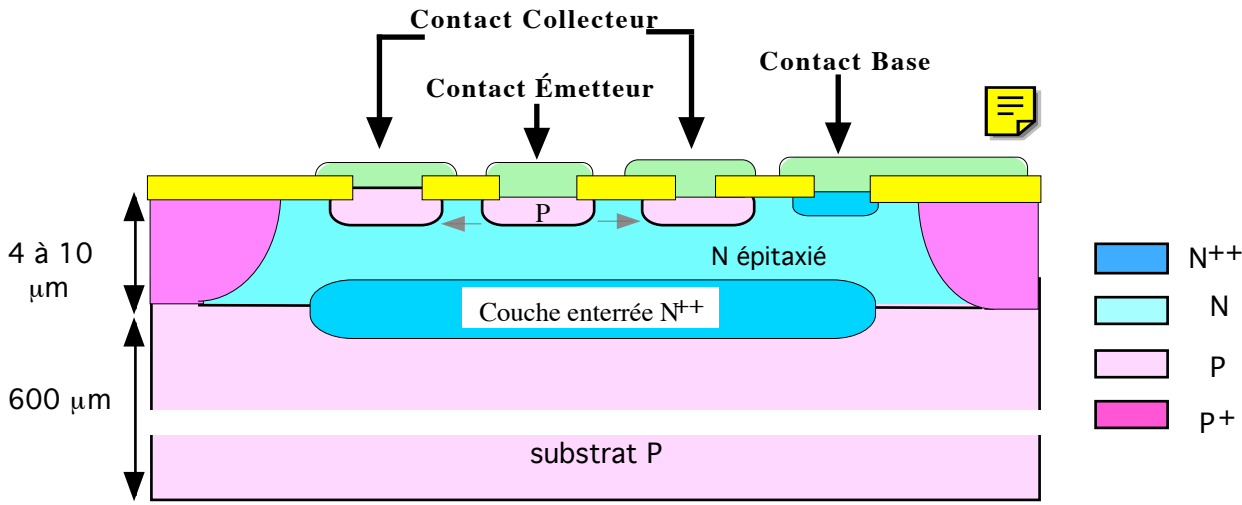 Contact Collecteur
Contact Base
Contact Émetteur
P
4 à 10
μm
N épitaxié
Couche enterrée N++
600 μm
substrat P
N++
N
P
P+